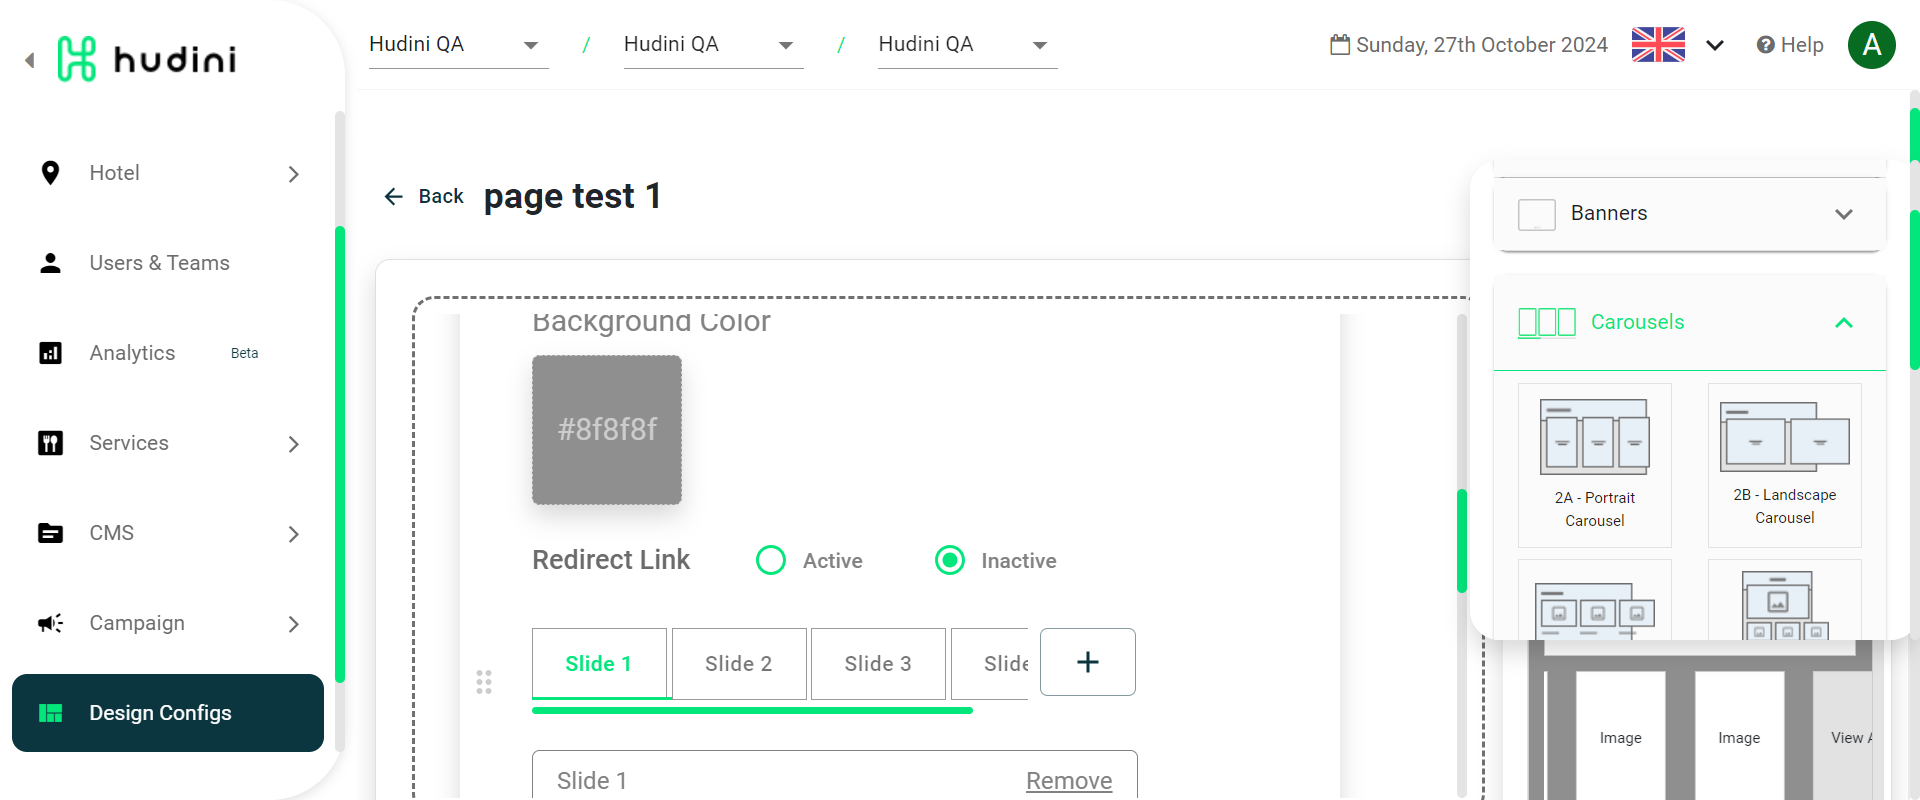 hudini
Hotel
Users & Teams
Analytics
Beta
Services
CMS
Campaign
Design Configs
Hudini QA
/
Hudini QA
/
Hudini QA
Sunday, 27th October 2024
Help
A
Back
page test 1
Background Color
#8f8f8f
Redirect Link
Active
Inactive
Slide 1
Slide 2
Slide 3
Slide
+
Slide 1
Remove
Banners
Carousels
2A - Portrait
Carousel
2B - Landscape
Carousel
Image
Image
View A